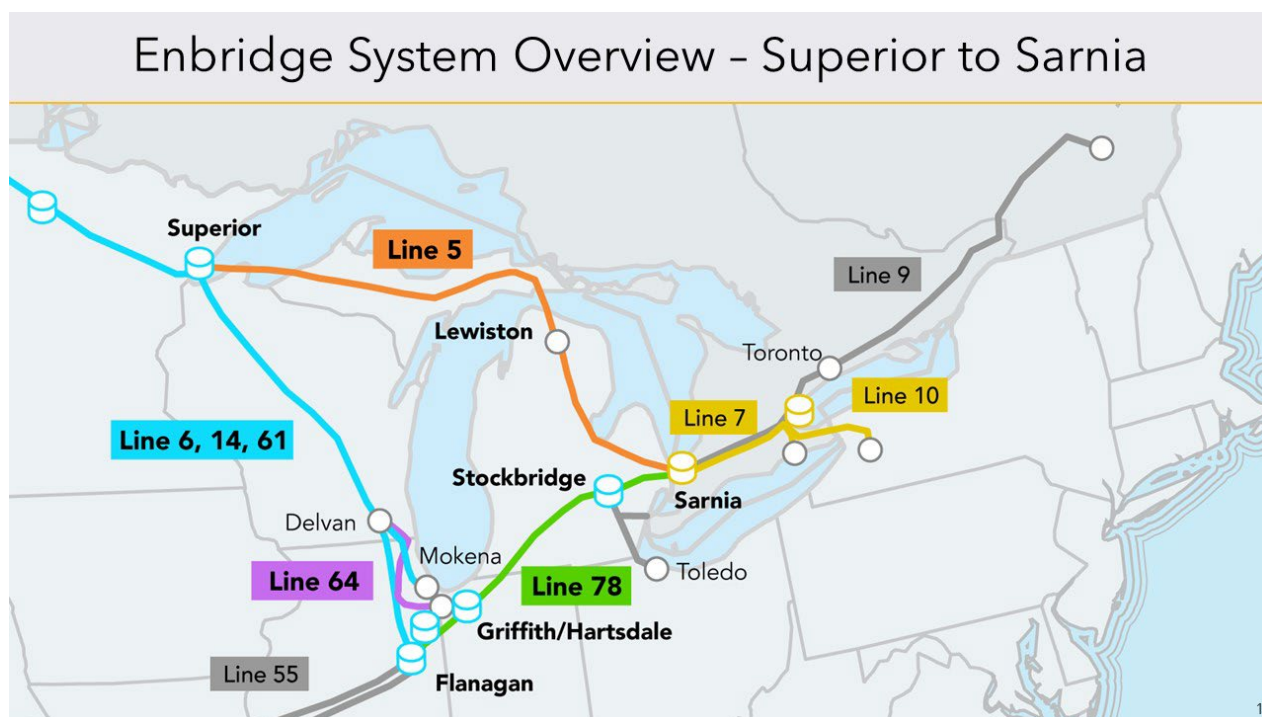 Enbridge System Overview – Superior to Sarnia
Superior
Line 5
Line 9
Lewiston
Toronto
Line 10
Line 7
Line 6, 14, 61
Stockbridge
Sarnia
Delvan
Mokena
Toledo
Line 64
Line 78
Griffith/Hartsdale
Line 55
Flanagan
1